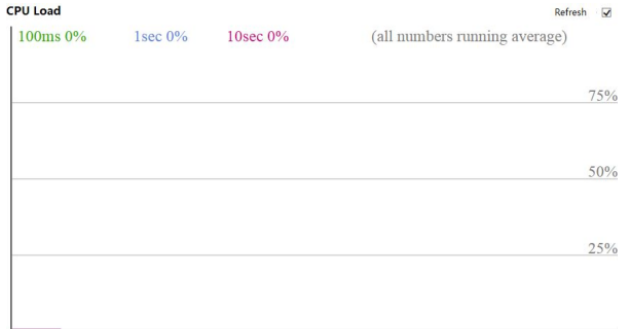 CPU Load
Refresh
100ms 0% 1sec 0% 10sec 0% (all numbers running average)
75%
50%
25%